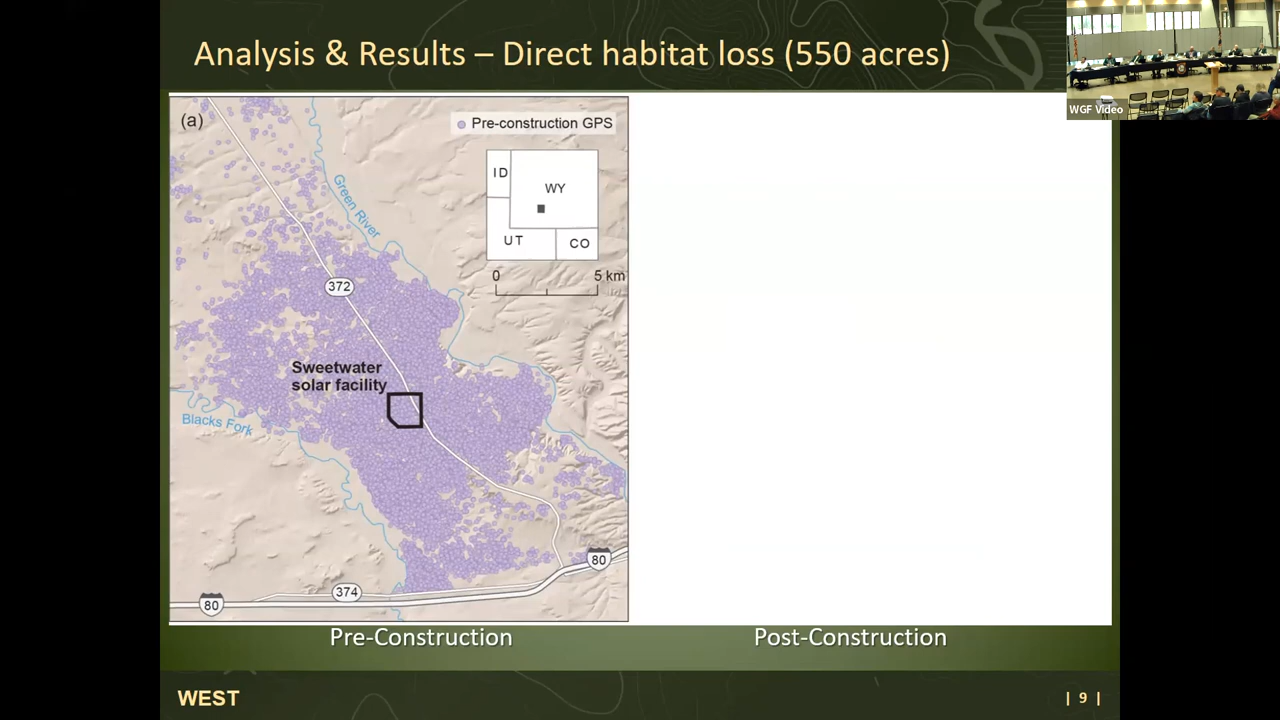 Analysis & Results – Direct habitat loss (550 acres)
WGF Video
(a)
Pre-construction GPS
ID
WY
UT
CO
0
5 km
Green River
372
Sweetwater
solar facility
Blacks Fork
80
374
80
Pre-Construction
Post-Construction
WEST
| 9 |